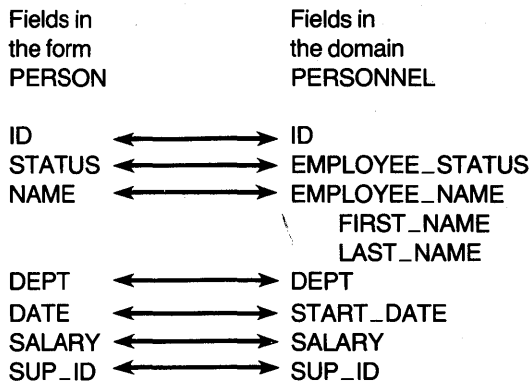 Fields in Fields in
the form the domain
PERSON PERSONNEL
ID ID
STATUS EMPLOYEE_STATUS
NAME EMPLOYEE_NAME
FIRST_NAME
LAST_NAME
DEPT DEPT
DATE START_DATE
SALARY SALARY
SUP_ID SUP_ID